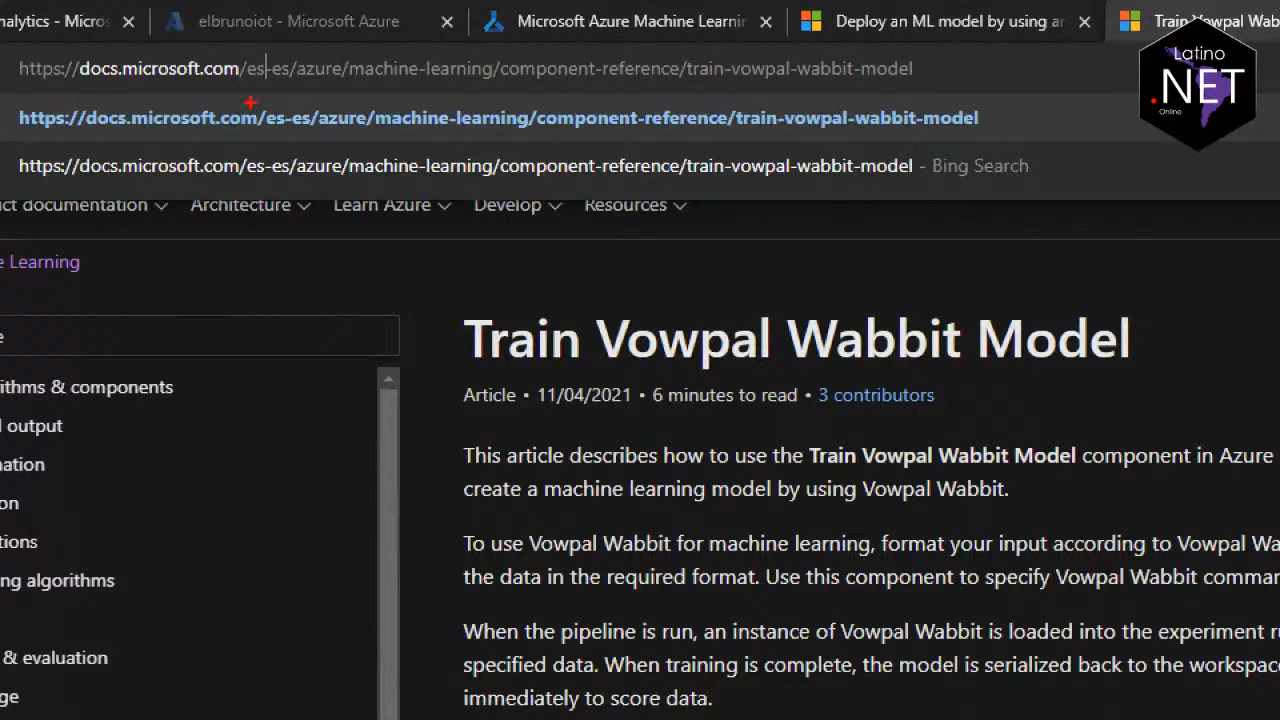 nalytics - Micros
elbrunoiot - Microsoft Azure
Microsoft Azure Machine Learnin
Deploy an ML model by using an
Train Vowpal Wab
Latino
.NET
Online
https://docs.microsoft.com/es-es/azure/machine-learning/component-reference/train-vowpal-wabbit-model
https://docs.microsoft.com/es-es/azure/machine-learning/component-reference/train-vowpal-wabbit-model
https://docs.microsoft.com/es-es/azure/machine-learning/component-reference/train-vowpal-wabbit-model - Bing Search
ct documentation Architecture Learn Azure Develop Resources
e Learning
e
Train Vowpal Wabbit Model
ithms & components
Article • 11/04/2021 • 6 minutes to read • 3 contributors
l output
This article describes how to use the Train Vowpal Wabbit Model component in Azure
nation
create a machine learning model by using Vowpal Wabbit.
on
tions
To use Vowpal Wabbit for machine learning, format your input according to Vowpal Wa
ng algorithms
the data in the required format. Use this component to specify Vowpal Wabbit comma
When the pipeline is run, an instance of Vowpal Wabbit is loaded into the experiment ru
& evaluation
specified data. When training is complete, the model is serialized back to the workspace
ge
immediately to score data.